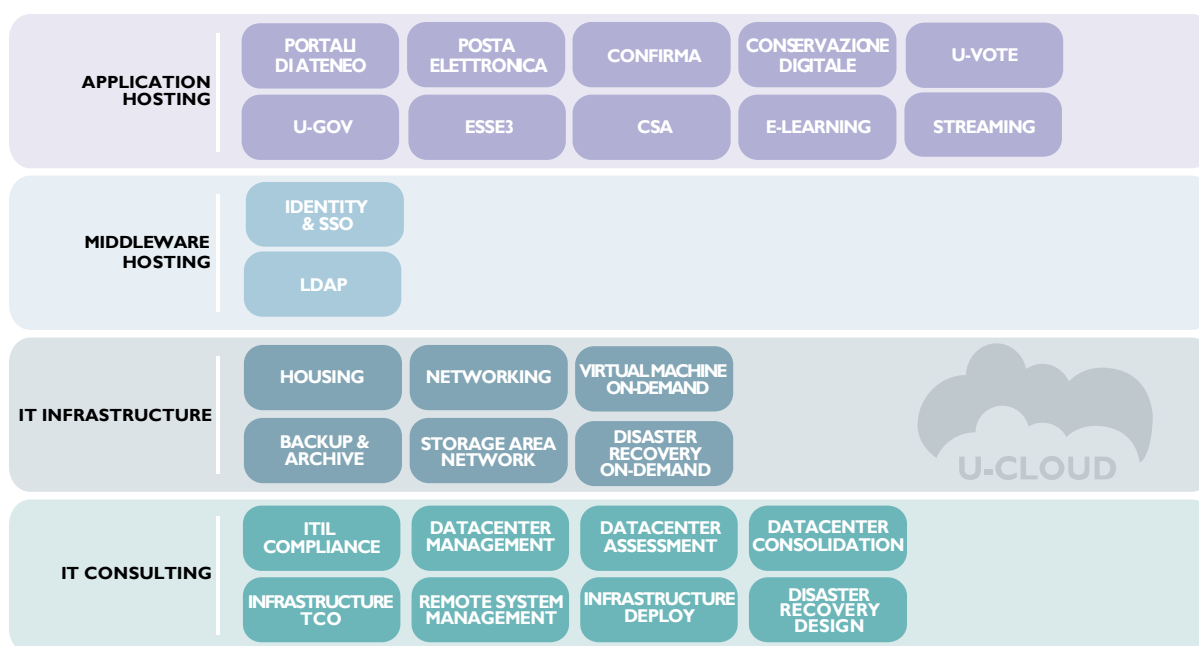 APPLICATION
HOSTING
PORTALI
DI ATENEO
POSTA
ELETTRONICA
CONFIRMA
CONSERVAZIONE
DIGITALE
U-VOTE
U-GOV
ESSE3
CSA
E-LEARNING
STREAMING
MIDDLEWARE
HOSTING
IDENTITY
& SSO
LDAP
IT INFRASTRUCTURE
HOUSING
NETWORKING
VIRTUAL MACHINE
ON-DEMAND
BACKUP &
ARCHIVE
STORAGE AREA
NETWORK
DISASTER
RECOVERY
ON-DEMAND
U-CLOUD
IT CONSULTING
ITIL
COMPLIANCE
DATACENTER
MANAGEMENT
DATACENTER
ASSESSMENT
DATACENTER
CONSOLIDATION
INFRASTRUCTURE
TCO
REMOTE SYSTEM
MANAGEMENT
INFRASTRUCTURE
DEPLOY
DISASTER
RECOVERY
DESIGN